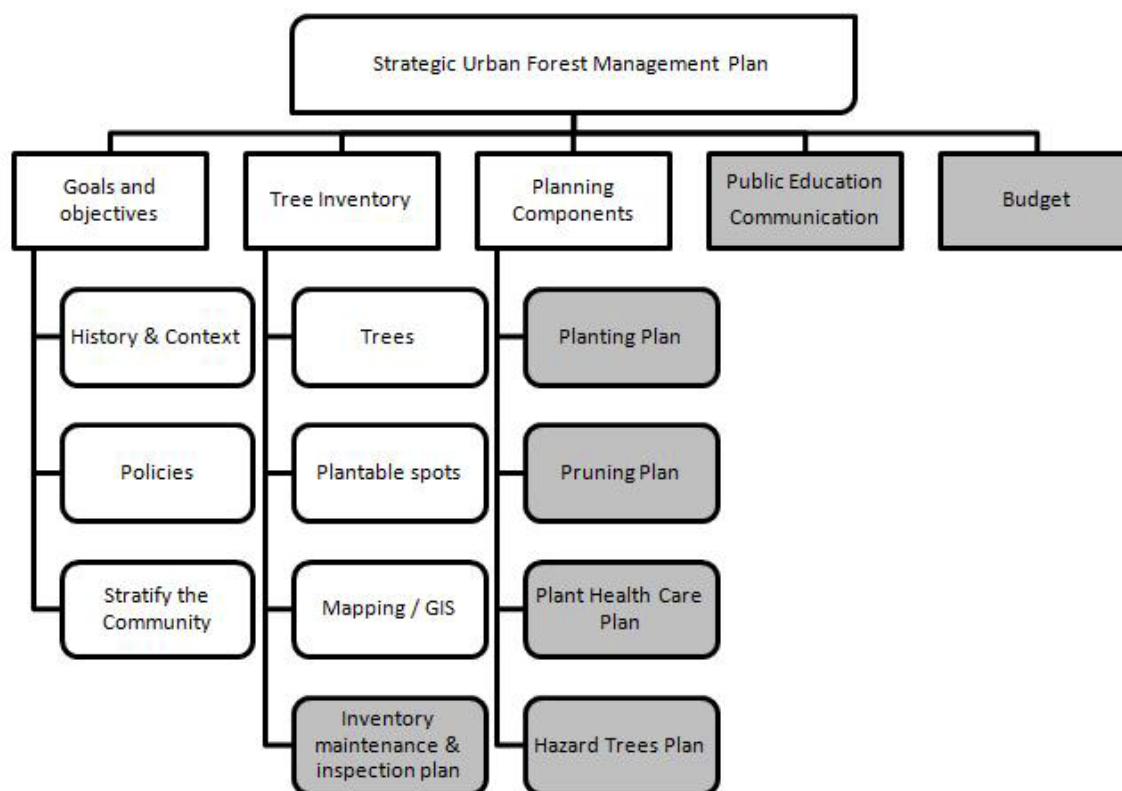 Strategic Urban Forest Management Plan
Goals and
objectives
Tree Inventory
Planning
Components
Public Education
Communication
Budget
History & Context
Policies
Stratify the
Community
Trees
Plantable spots
Mapping / GIS
Inventory
maintenance &
inspection plan
Planting Plan
Pruning Plan
Plant Health Care
Plan
Hazard Trees Plan